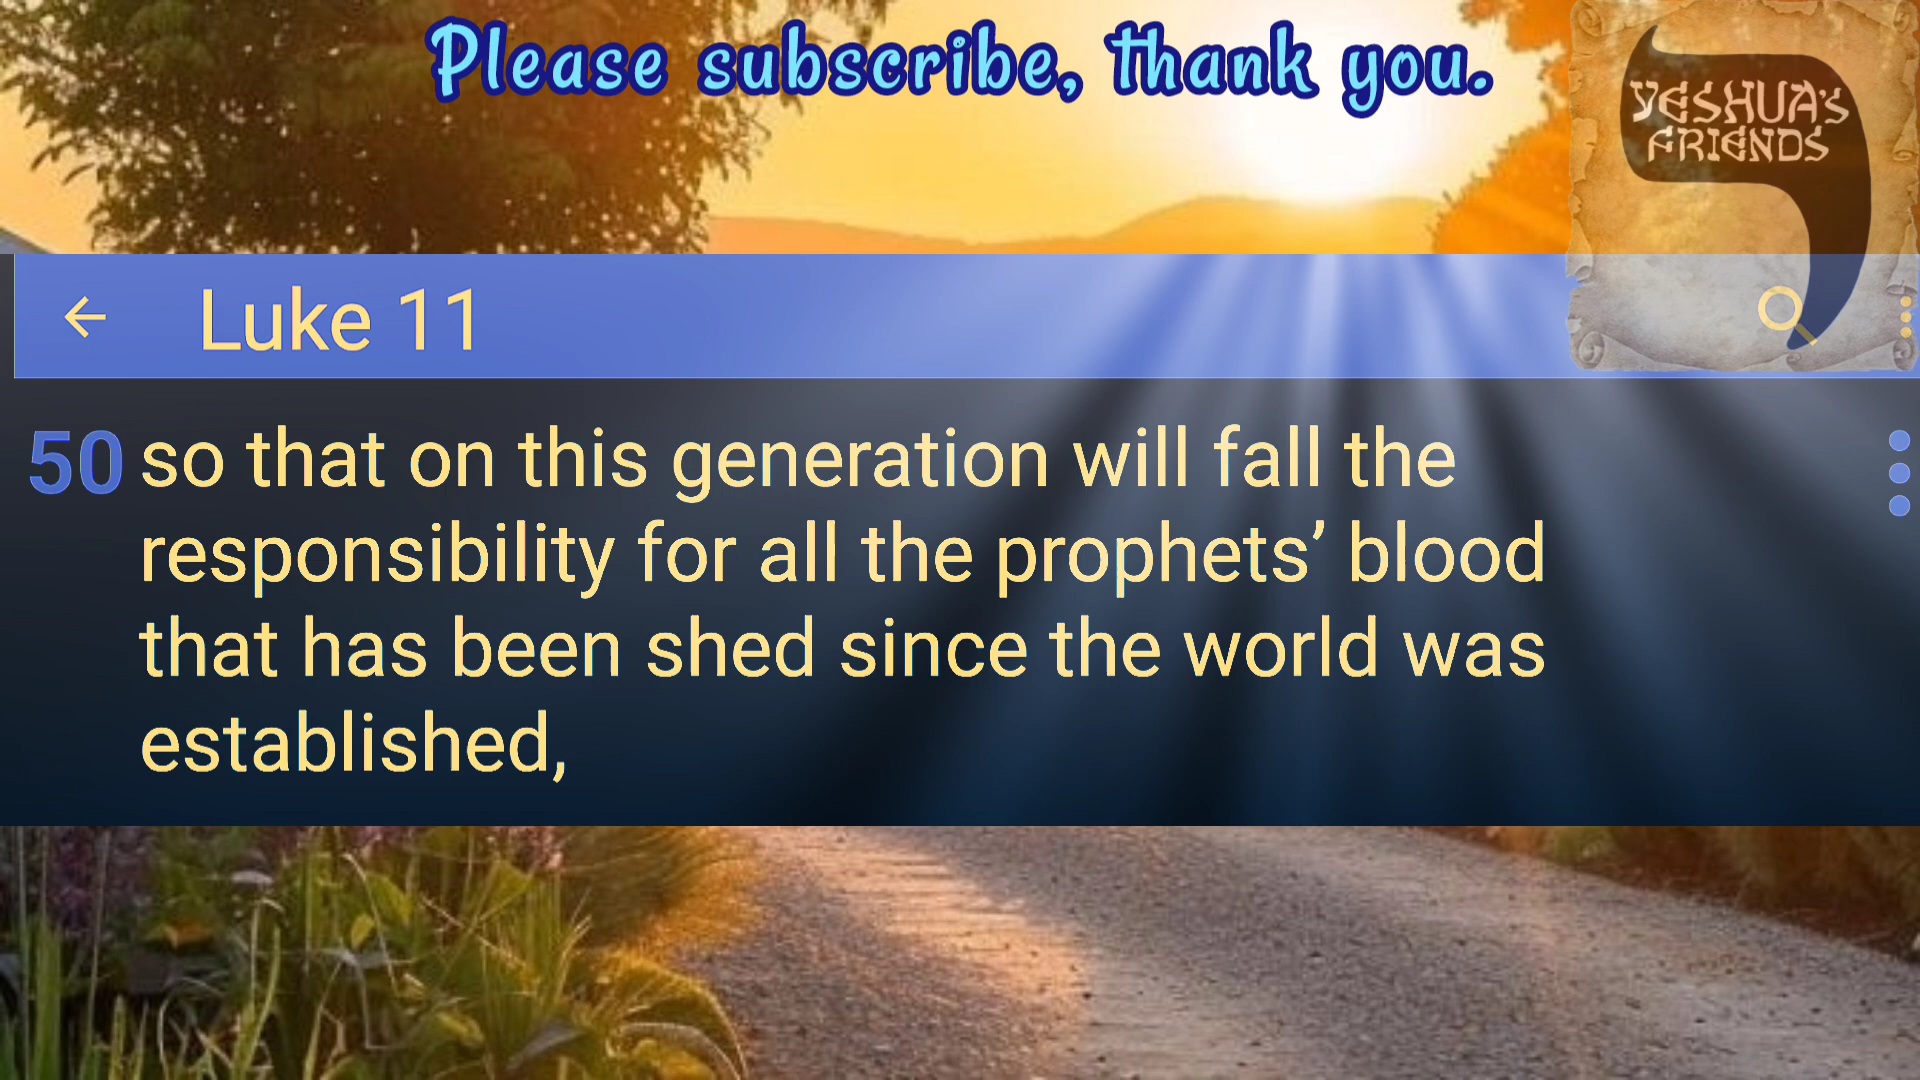 Please subscribe, thank you.
YESHUA'S
FRIENDS
Luke 11
50 so that on this generation will fall the
responsibility for all the prophets’ blood
that has been shed since the world was
established,